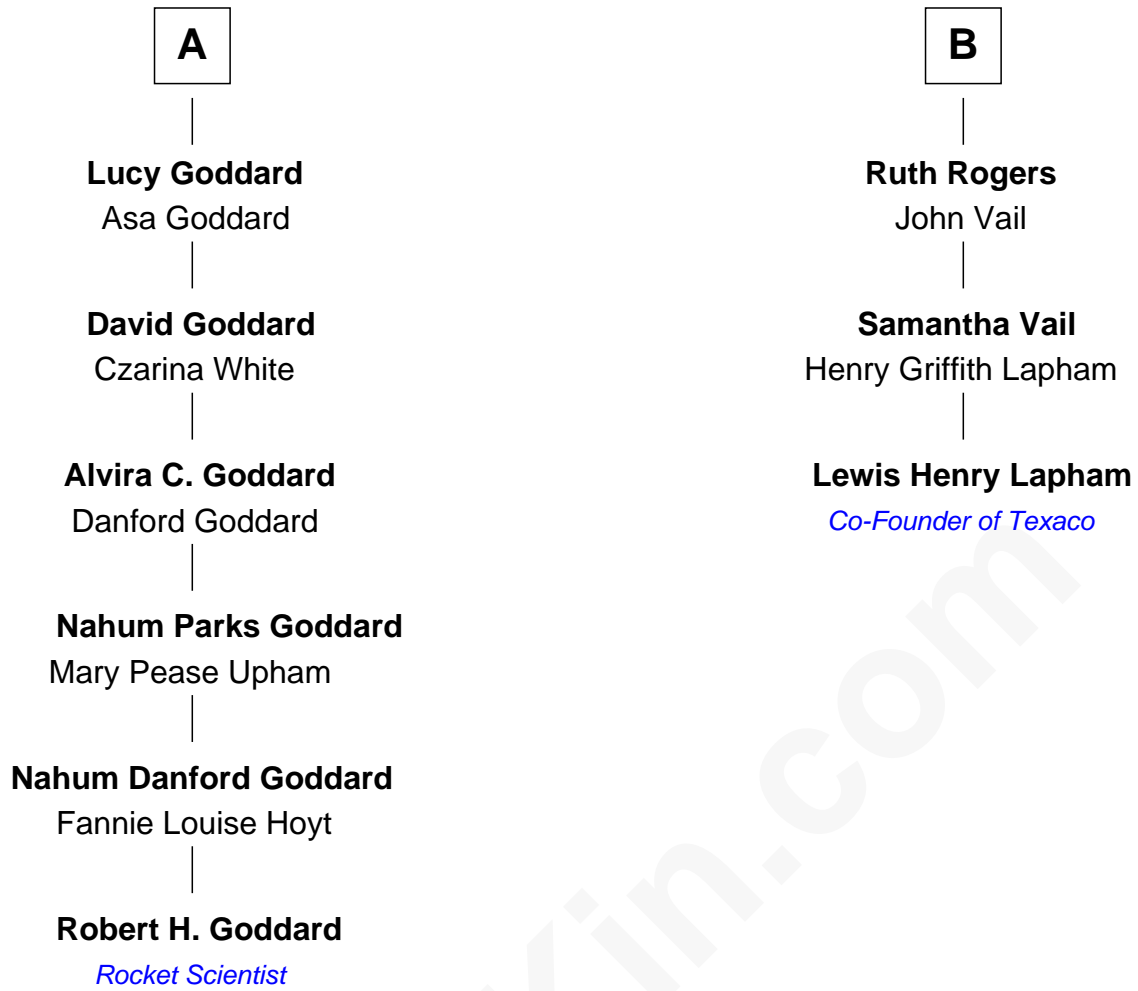 A
Lucy Goddard
Asa Goddard
David Goddard
Czarina White
Alvira C. Goddard
Danford Goddard
Nahum Parks Goddard
Mary Pease Upham
Nahum Danford Goddard
Fannie Louise Hoyt
Robert H. Goddard
Rocket Scientist
B
Ruth Rogers
John Vail
Samantha Vail
Henry Griffith Lapham
Lewis Henry Lapham
Co-Founder of Texaco
Kin.com